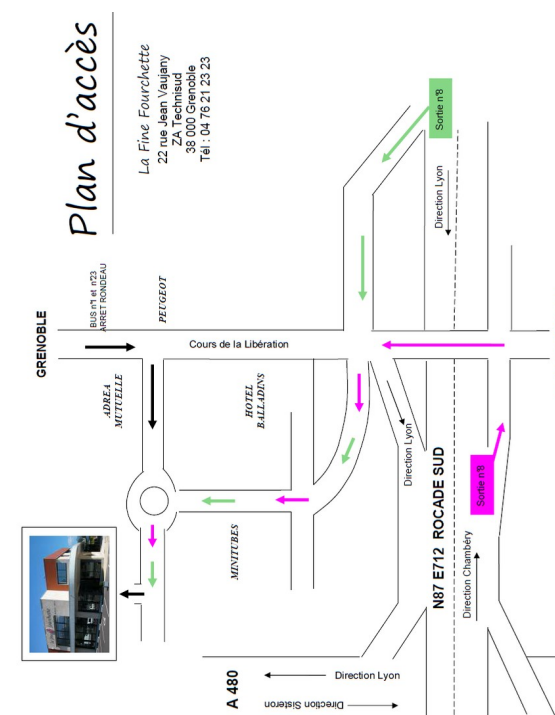 Plan d'accès
La Fine Fourchette
22 rue Jean Vaujany
ZA Technisud
38 000 Grenoble
Tél : 04 76 21 23 23
Sortie n°8
Direction Lyon
BUS n°1 et n°23
ARRET RONDEAU
PEUGEOT
GRENOBLE
Cours de la Libération
ADREA
MUTUELLE
HOTEL
BALLADINS
Direction Lyon
MINITUBES
N87 E712 ROCADE SUD
Sortie n°8
Direction Chambéry
A 480
Direction Lyon
Direction Sisteron